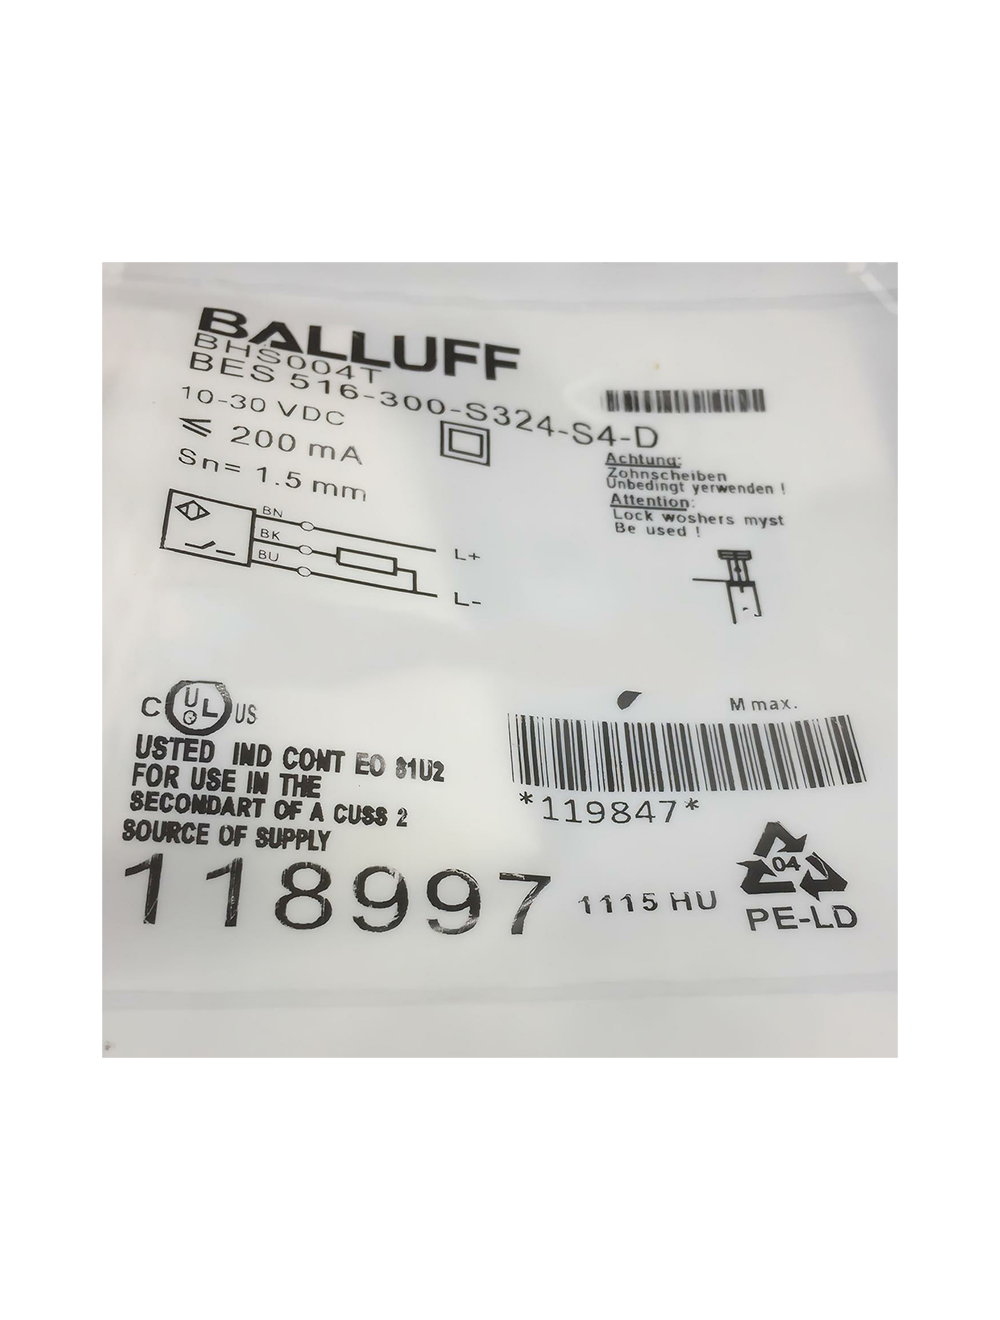 BALLUFF
BHS004T
BES 516-300-S324-S4-D
10-30 VDC
≤ 200 mA
Sn= 1.5 mm
BN
BK
BU
L+
L-
Achtung:
Zohnscheiben
Unbedingt yerwenden !
Attention:
Lock woshers myst
Be used !
C UL US
USTED IND CONT EO 81U2
FOR USE IN THE
SECONDART OF A CUSS 2
SOURCE OF SUPPLY
118997
M max.
*119847*
1115 HU
04
PE-LD